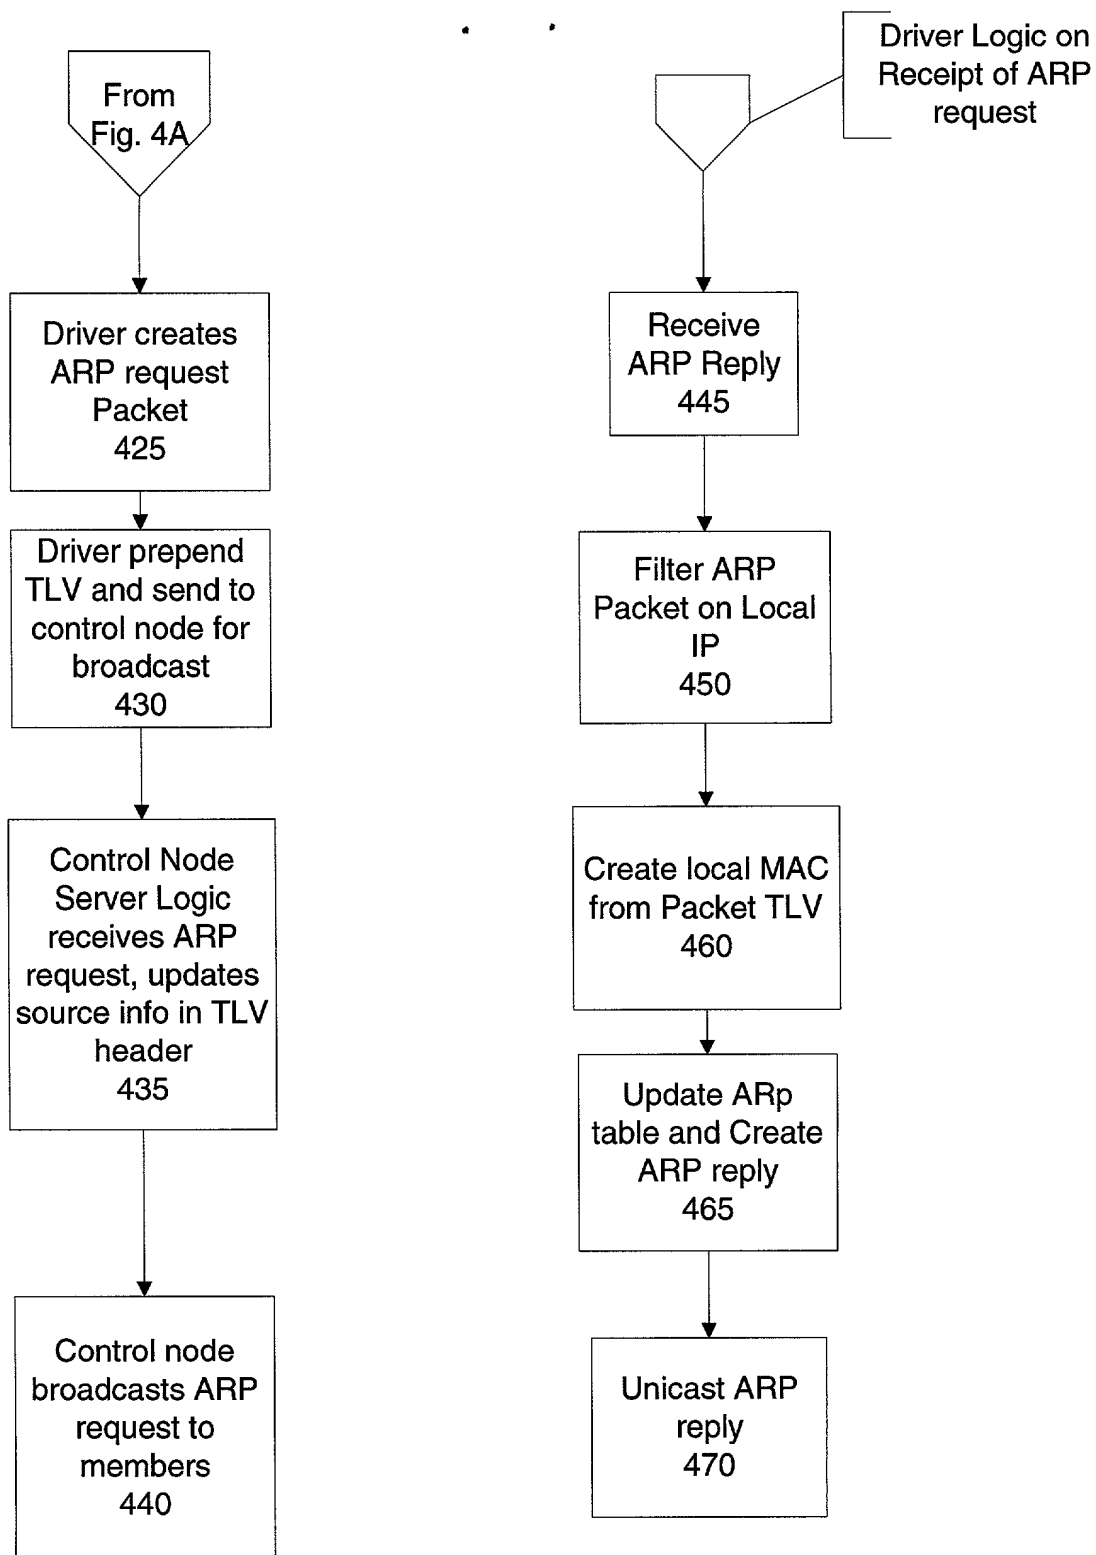 From
Fig. 4A
Driver creates
ARP request
Packet
425
Driver prepend
TLV and send to
control node for
broadcast
430
Control Node
Server Logic
receives ARP
request, updates
source info in TLV
header
435
Control node
broadcasts ARP
request to
members
440
Driver Logic on
Receipt of ARP
request
Receive
ARP Reply
445
Filter ARP
Packet on Local
IP
450
Create local MAC
from Packet TLV
460
Update ARp
table and Create
ARP reply
465
Unicast ARP
reply
470